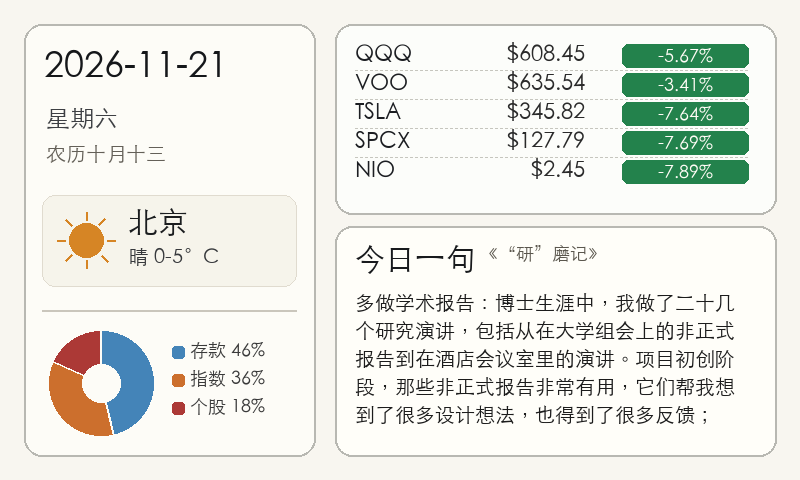 2026-11-21
星期六
农历十月十三
北京
晴 0-5°C
存款 46%
指数 36%
个股 18%
QQQ $608.45 -5.67%
VOO $635.54 -3.41%
TSLA $345.82 -7.64%
SPCX $127.79 -7.69%
NIO $2.45 -7.89%
今日一句 《“研”磨记》
多做学术报告：博士生涯中，我做了二十几
个研究演讲，包括从在大学组会上的非正式
报告到在酒店会议室里的演讲。项目初创阶
段，那些非正式报告非常有用，它们帮我想
到了很多设计想法，也得到了很多反馈；